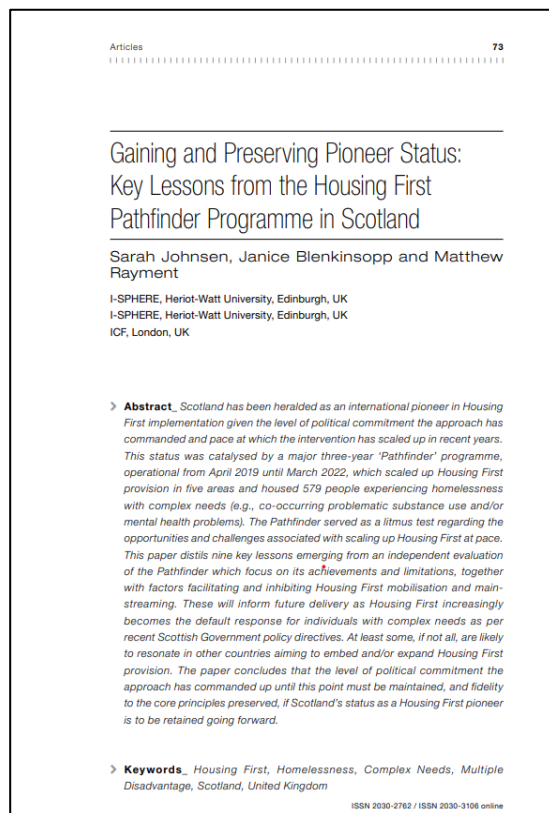 Articles 73
Gaining and Preserving Pioneer Status:
Key Lessons from the Housing First
Pathfinder Programme in Scotland
Sarah Johnsen, Janice Blenkinsopp and Matthew
Rayment
I-SPHERE, Heriot-Watt University, Edinburgh, UK
I-SPHERE, Heriot-Watt University, Edinburgh, UK
ICF, London, UK
Abstract_ Scotland has been heralded as an international pioneer in Housing
First implementation given the level of political commitment the approach has
commanded and pace at which the intervention has scaled up in recent years.
This status was catalysed by a major three-year ‘Pathfinder’ programme,
operational from April 2019 until March 2022, which scaled up Housing First
provision in five areas and housed 579 people experiencing homelessness
with complex needs (e.g., co-occurring problematic substance use and/or
mental health problems). The Pathfinder served as a litmus test regarding the
opportunities and challenges associated with scaling up Housing First at pace.
This paper distils nine key lessons emerging from an independent evaluation
of the Pathfinder which focus on its achievements and limitations, together
with factors facilitating and inhibiting Housing First mobilisation and main-
streaming. These will inform future delivery as Housing First increasingly
becomes the default response for individuals with complex needs as per
recent Scottish Government policy directives. At least some, if not all, are likely
to resonate in other countries aiming to embed and/or expand Housing First
provision. The paper concludes that the level of political commitment the
approach has commanded up until this point must be maintained, and fidelity
to the core principles preserved, if Scotland’s status as a Housing First pioneer
is to be retained going forward.
Keywords_ Housing First, Homelessness, Complex Needs, Multiple
Disadvantage, Scotland, United Kingdom
ISSN 2030-2762 / ISSN 2030-3106 online